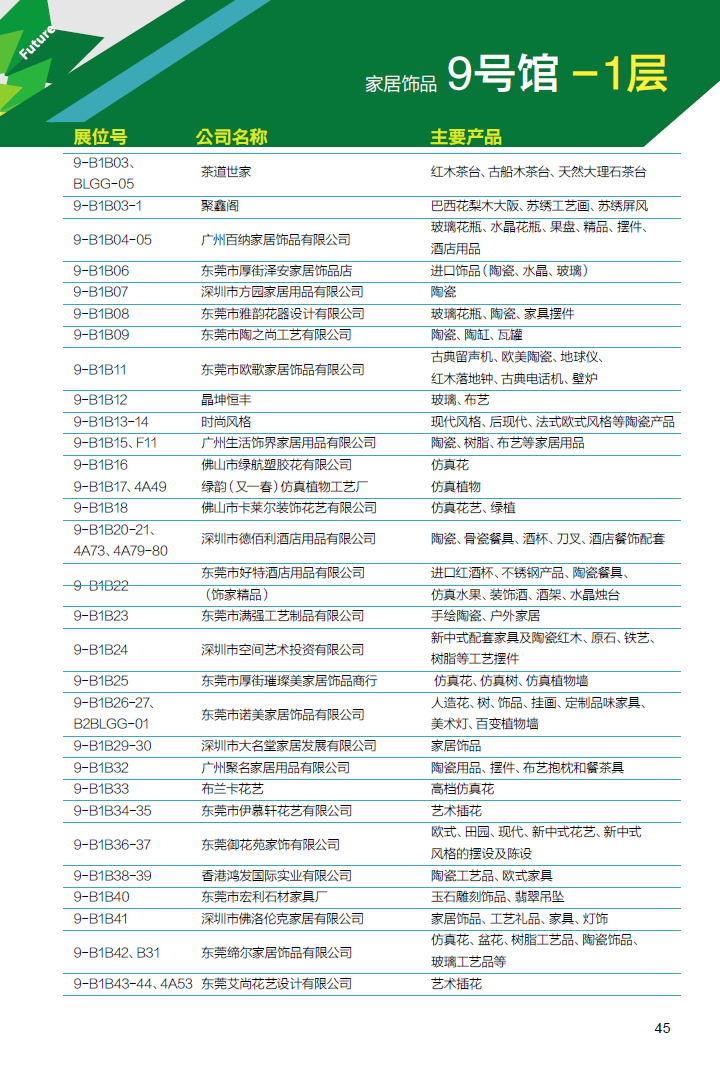 Future
家居饰品 9号馆 -1层
展位号 公司名称 主要产品
9-B1B03、
BLGG-05 茶道世家 红木茶台、古船木茶台、天然大理石茶台
9-B1B03-1 聚鑫阁 巴西花梨木大阪、苏绣工艺画、苏绣屏风
9-B1B04-05 广州百纳家居饰品有限公司 玻璃花瓶、水晶花瓶、果盘、精品、摆件、
酒店用品
9-B1B06 东莞市厚街泽安家居饰品店 进口饰品（陶瓷、水晶、玻璃）
9-B1B07 深圳市方园家居用品有限公司 陶瓷
9-B1B08 东莞市雅韵花器设计有限公司 玻璃花瓶、陶瓷、家具摆件
9-B1B09 东莞市陶之尚工艺有限公司 陶瓷、陶缸、瓦罐
9-B1B11 东莞市欧歌家居饰品有限公司 古典留声机、欧美陶瓷、地球仪、
红木落地钟、古典电话机、壁炉
9-B1B12 晶坤恒丰 玻璃、布艺
9-B1B13-14 时尚风格 现代风格、后现代、法式欧式风格等陶瓷产品
9-B1B15、F11 广州生活饰界家居用品有限公司 陶瓷、树脂、布艺等家居用品
9-B1B16 佛山市绿航塑胶花有限公司 仿真花
9-B1B17、4A49 绿韵（又一春）仿真植物工艺厂 仿真植物
9-B1B18 佛山市卡莱尔装饰花艺有限公司 仿真花艺、绿植
9-B1B20-21、
4A73、4A79-80 深圳市德佰利酒店用品有限公司 陶瓷、骨瓷餐具、酒杯、刀叉、酒店餐饰配套
9-B1B22 东莞市好特酒店用品有限公司 进口红酒杯、不锈钢产品、陶瓷餐具、
（饰家精品） 仿真水果、装饰酒、酒架、水晶烛台
9-B1B23 东莞市满强工艺制品有限公司 手绘陶瓷、户外家居
9-B1B24 深圳市空间艺术投资有限公司 新中式配套家具及陶瓷红木、原石、铁艺、
树脂等工艺摆件
9-B1B25 东莞市厚街璀璨美家居饰品商行 仿真花、仿真树、仿真植物墙
9-B1B26-27、
B2BLGG-01 东莞市诺美家居饰品有限公司 人造花、树、饰品、挂画、定制品味家具、
美术灯、百变植物墙
9-B1B29-30 深圳市大名堂家居发展有限公司 家居饰品
9-B1B32 广州聚名家居用品有限公司 陶瓷用品、摆件、布艺抱枕和餐茶具
9-B1B33 布兰卡花艺 高档仿真花
9-B1B34-35 东莞市伊慕轩花艺有限公司 艺术插花
9-B1B36-37 东莞御花苑家饰有限公司 欧式、田园、现代、新中式花艺、新中式
风格的摆设及陈设
9-B1B38-39 香港鸿发国际实业有限公司 陶瓷工艺品、欧式家具
9-B1B40 东莞市宏利石材家具厂 玉石雕刻饰品、翡翠吊坠
9-B1B41 深圳市佛洛伦克家居有限公司 家居饰品、工艺礼品、家具、灯饰
9-B1B42、B31 东莞缔尔家居饰品有限公司 仿真花、盆花、树脂工艺品、陶瓷饰品、
玻璃工艺品等
9-B1B43-44、4A53 东莞艾尚花艺设计有限公司 艺术插花
45